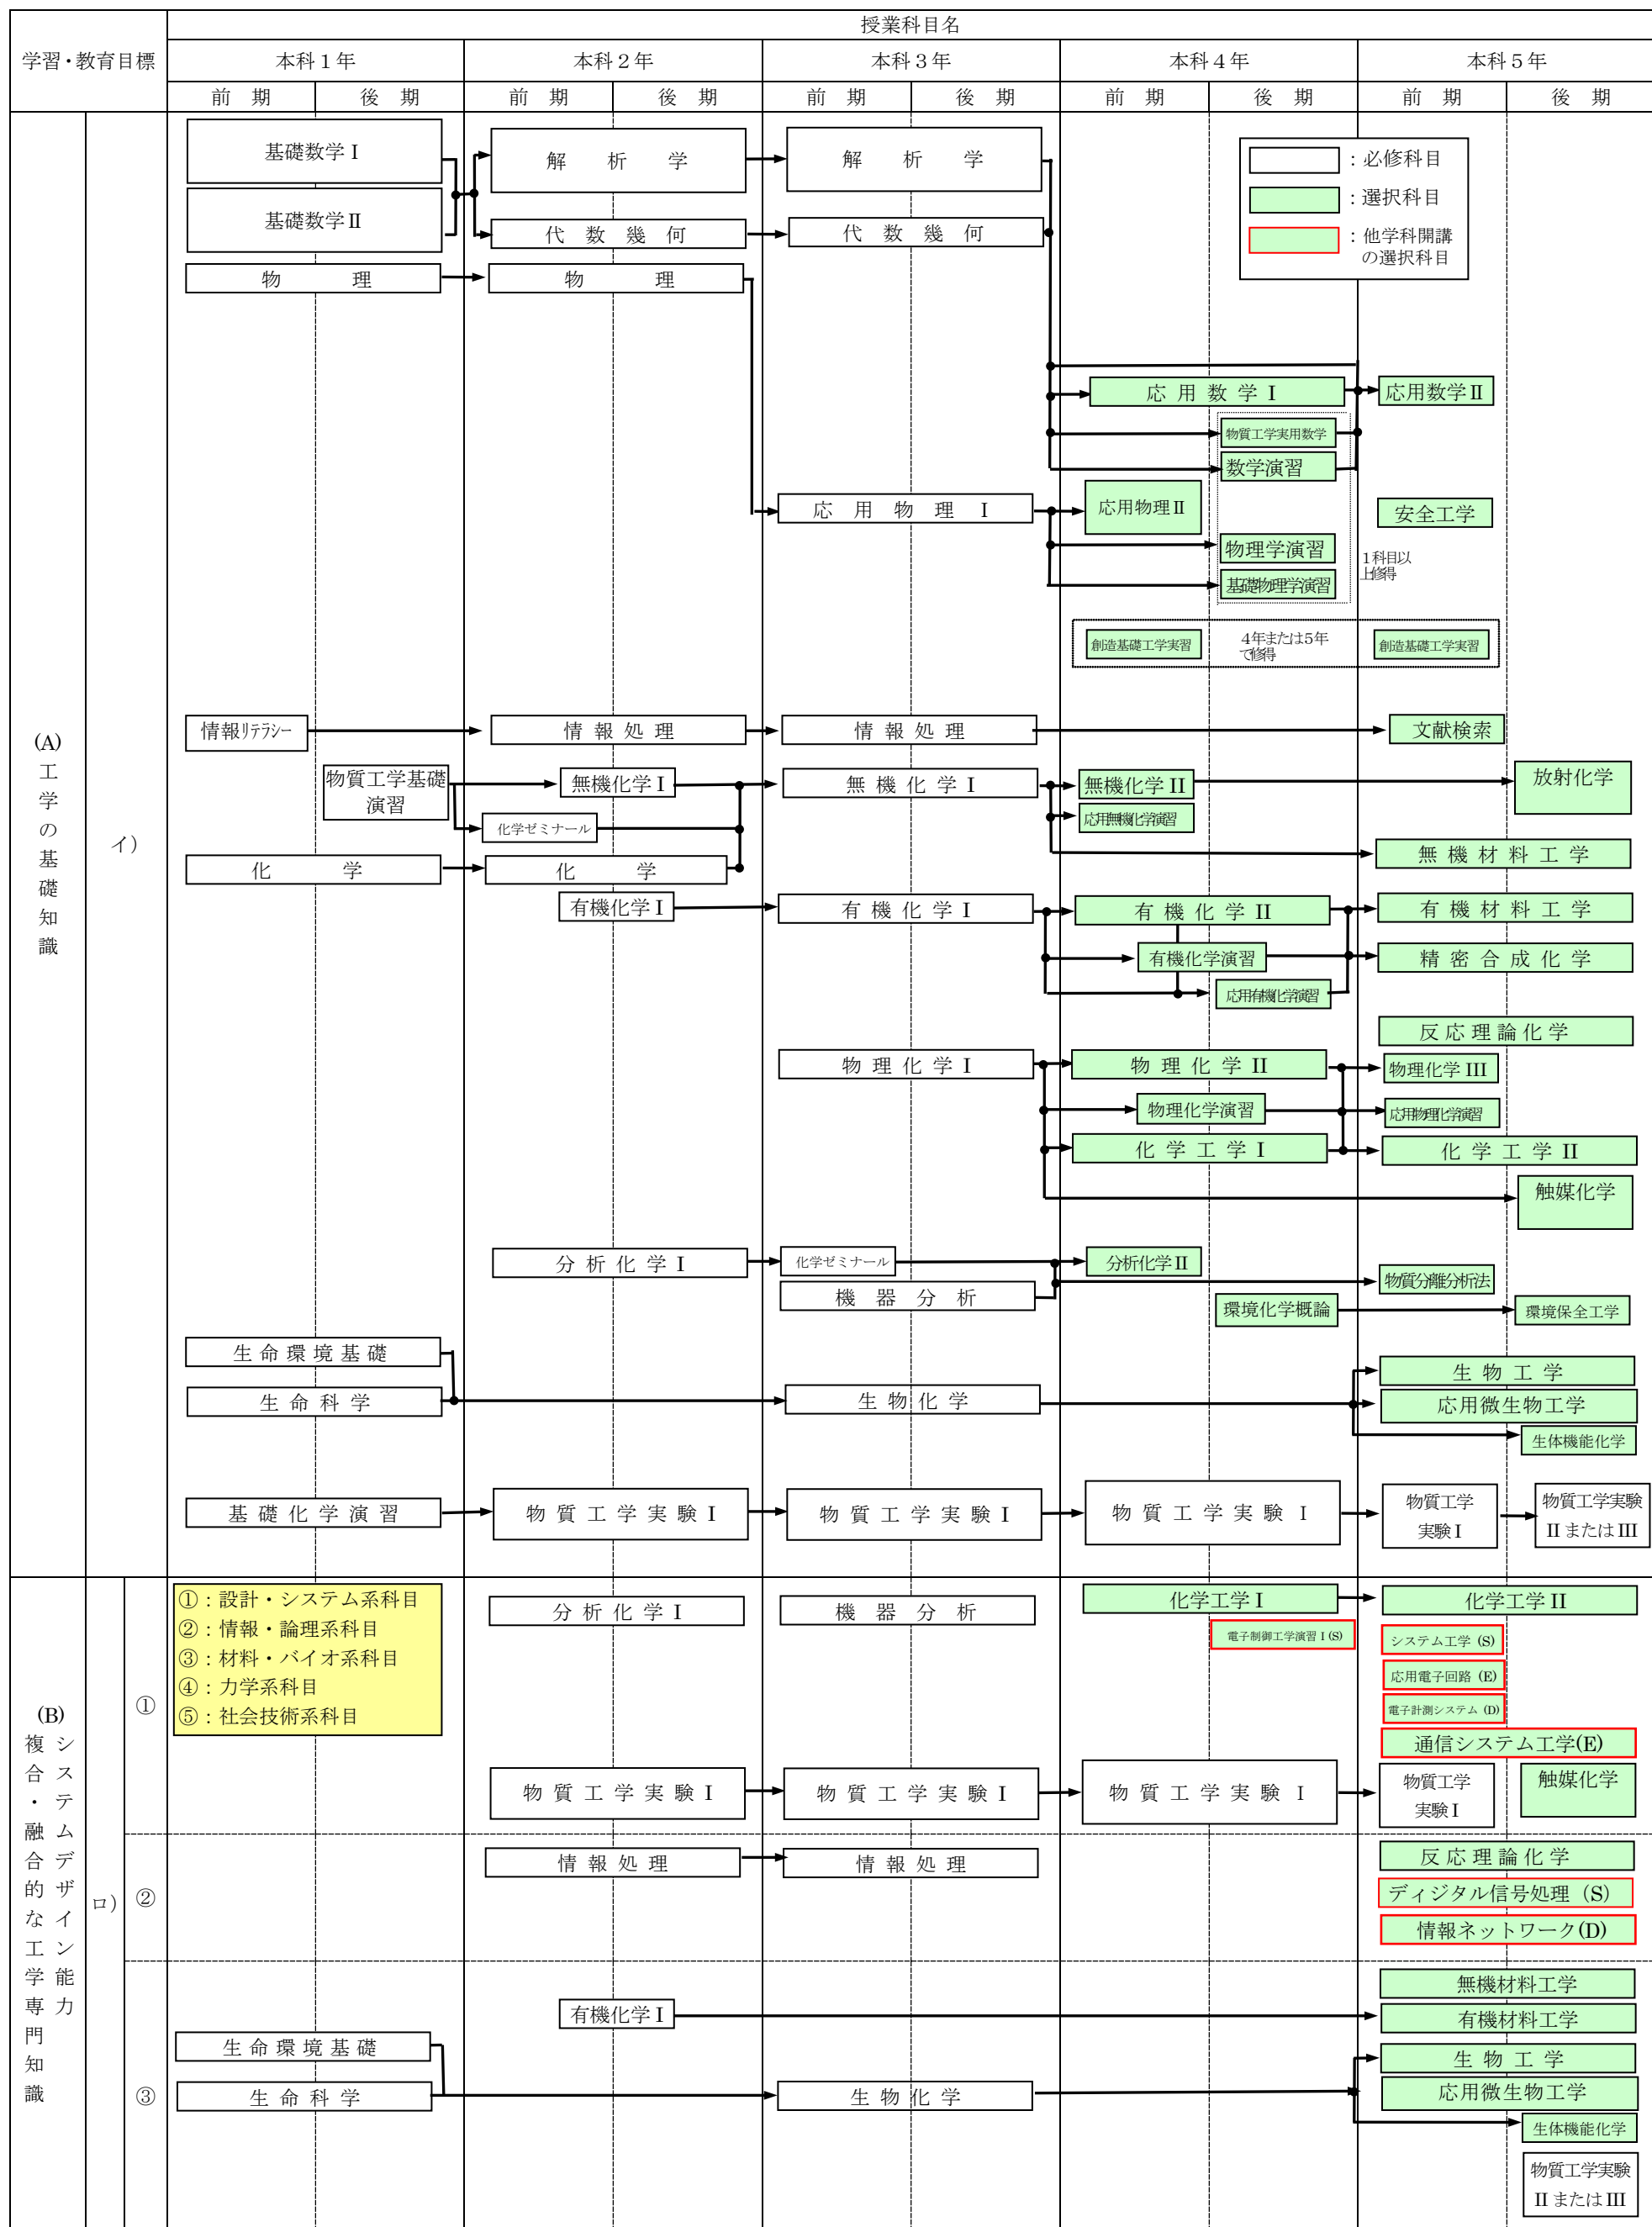 授業科目名
学習・教育目標
本科１年
本科２年
本科３年
本科４年
本科５年
前　期
後　期
前　期
後　期
前　期
後　期
前　期
後　期
前　期
後　期
(A)
工学の基礎知識
イ）
基礎数学Ⅰ
解　析　学
解　析　学
：必修科目
：選択科目
：他学科開講
の選択科目
基礎数学Ⅱ
代 数 幾 何
代 数 幾 何
物　　理
物　　理
応 用 数 学 Ⅰ
応用数学Ⅱ
物質工学実用数学
数学演習
応 用 物 理 Ⅰ
応用物理Ⅱ
安全工学
物理学演習
基礎物理学演習
１科目以
上修得
創造基礎工学実習
４年または５年
で修得
創造基礎工学実習
情報ﾘﾃﾗｼｰ
情 報 処 理
情 報 処 理
文献検索
物質工学基礎
演習
無機化学Ⅰ
無 機 化 学 Ⅰ
無機化学 II
放射化学
化学ゼミナール
応用無機化学演習
化　　学
化　　学
無 機 材 料 工 学
有機化学Ⅰ
有 機 化 学 Ⅰ
有 機 化 学 II
有 機 材 料 工 学
有機化学演習
精 密 合 成 化 学
応用有機化学演習
反 応 理 論 化 学
物 理 化 学 Ⅰ
物 理 化 学 II
物理化学 III
物理化学演習
応用物理化学演習
化 学 工 学 Ⅰ
化 学 工 学 II
触媒化学
分 析 化 学 Ⅰ
化学ゼミナール
分析化学Ⅱ
機 器 分 析
物質分離分析法
環境化学概論
環境保全工学
生 命 環 境 基 礎
生 命 科 学
生 物 化 学
生 物 工 学
応用微生物工学
生体機能化学
基 礎 化 学 演 習
物 質 工 学 実 験 Ⅰ
物 質 工 学 実 験 Ⅰ
物 質 工 学 実 験 Ⅰ
物質工学
実験Ⅰ
物質工学実験
II または III
(B)
システムデザイン能力
複合・融合的な工学専門知識
ロ）
①
①：設計・システム系科目
②：情報・論理系科目
③：材料・バイオ系科目
④：力学系科目
⑤：社会技術系科目
分 析 化 学 Ⅰ
機 器 分 析
化学工学Ⅰ
化学工学 II
電子制御工学演習Ⅰ(S)
システム工学 (S)
応用電子回路 (E)
電子計測システム (D)
通信システム工学(E)
物 質 工 学 実 験 Ⅰ
物 質 工 学 実 験 Ⅰ
物 質 工 学 実 験 Ⅰ
物質工学
実験Ⅰ
触媒化学
②
情 報 処 理
情 報 処 理
反 応 理 論 化 学
ディジタル信号処理（S）
情報ネットワーク(D)
③
無機材料工学
有機化学Ⅰ
有機材料工学
生 命 環 境 基 礎
生 命 科 学
生 物 化 学
生 物 工 学
応用微生物工学
生体機能化学
物質工学実験
II または III